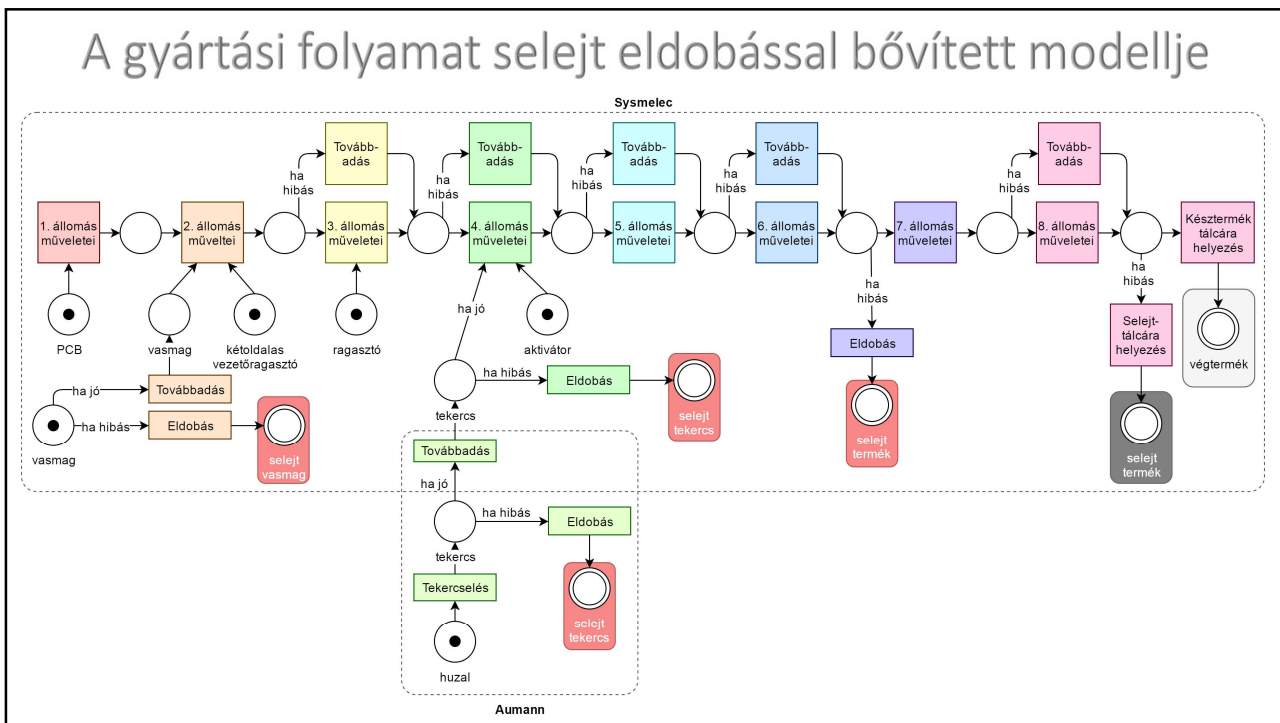 A gyártási folyamat selejt eldobással bővített modellje
Sysmelec
Tovább-
adás
Tovább-
adás
Tovább-
adás
Tovább-
adás
Tovább-
adás
ha
hibás
ha
hibás
ha
hibás
ha
hibás
ha
hibás
1. állomás
műveletei
2. állomás
műveltei
3. állomás
műveletei
4. állomás
műveletei
5. állomás
műveletei
6. állomás
műveletei
7. állomás
műveletei
8. állomás
műveletei
Késztermék
tálcára
helyezés
PCB
vasmag
kétoldalas
vezetőragasztó
ragasztó
ha jó
aktivátor
ha
hibás
Eldobás
selejt
termék
ha
hibás
Selejt-
tálcára
helyezés
selejt
termék
végtermék
ha jó
Továbbadás
ha hibás
Eldobás
vasmag
selejt
vasmag
ha hibás
Eldobás
selejt
tekercs
tekercs
Továbbadás
ha jó
ha hibás
Eldobás
tekercs
Tekercselés
selejt
tekercs
huzal
Aumann